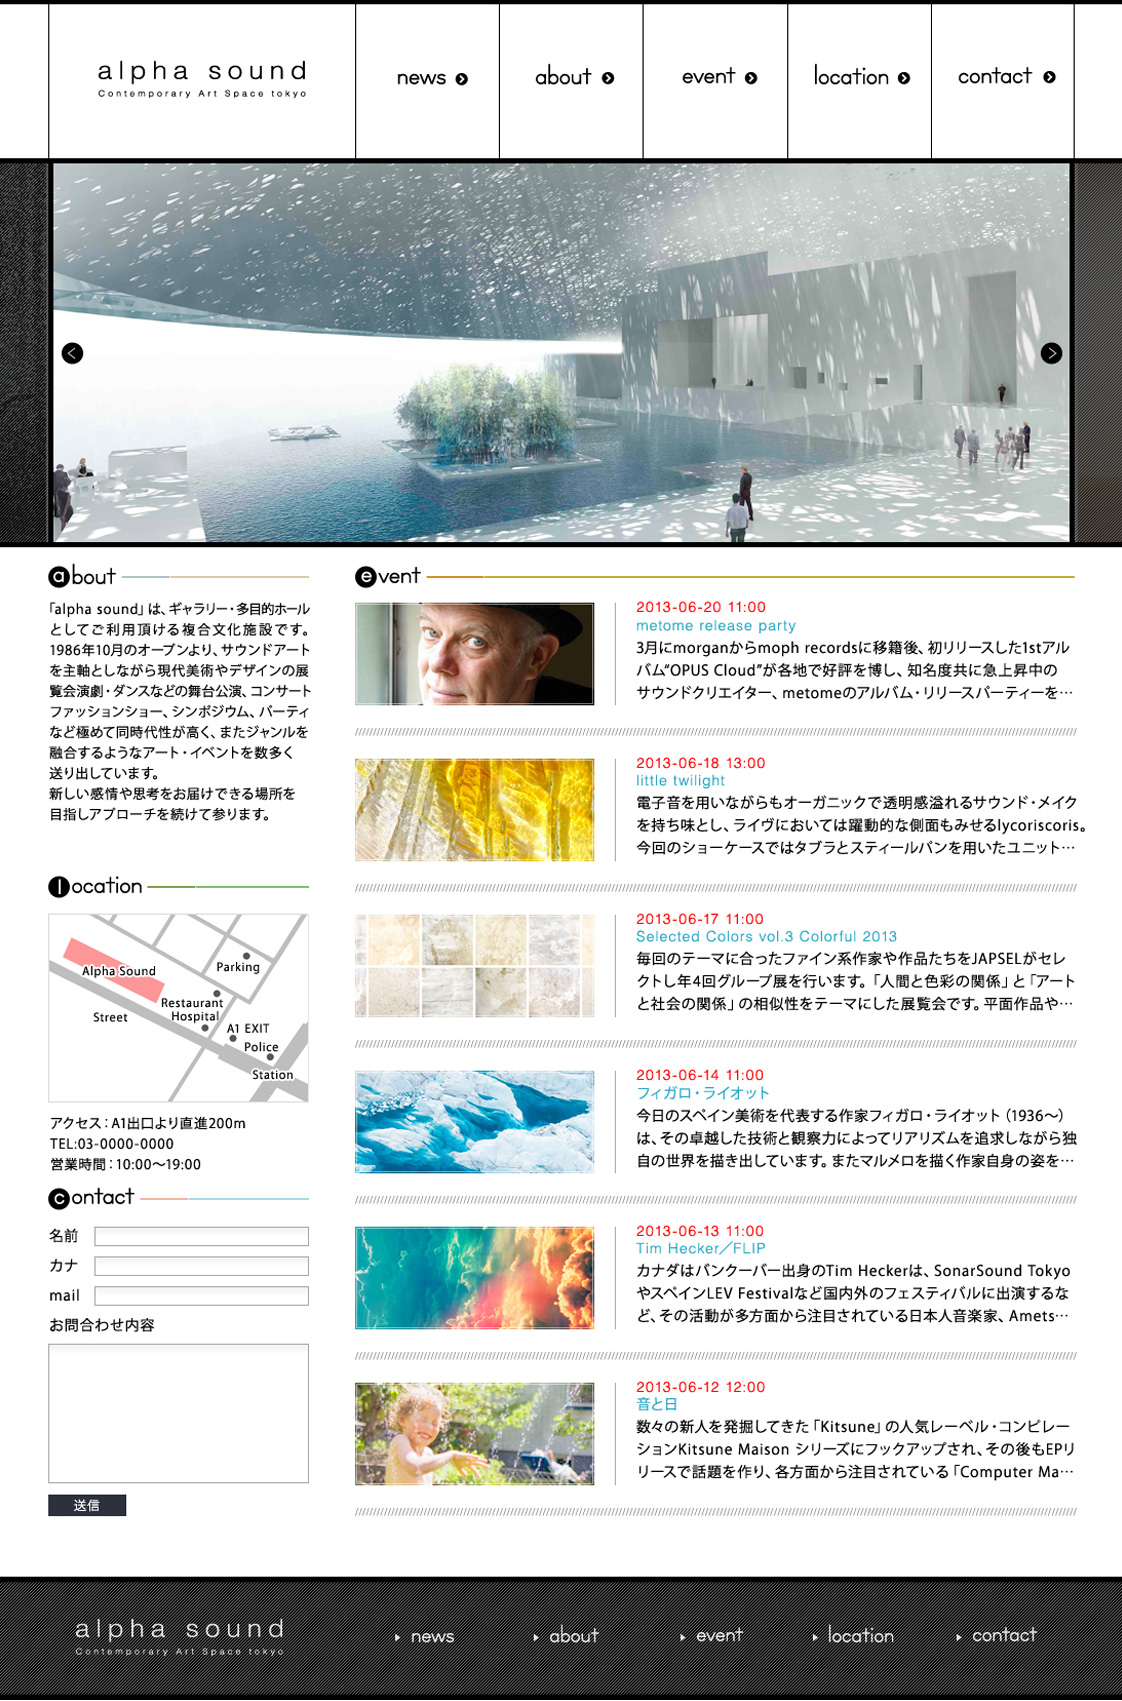 alpha sound
Contemporary Art Space tokyo
news
about
event
location
contact
about
「alpha sound」は、ギャラリー・多目的ホール
としてご利用頂ける複合文化施設です。
1986年10月のオープンより、サウンドアート
を主軸としながら現代美術やデザインの展
覧会演劇・ダンスなどの舞台公演、コンサート
ファッションショー、シンポジウム、パーティ
など極めて同時代性が高く、またジャンルを
融合するようなアート・イベントを数多く
送り出しています。
新しい感情や思考をお届けできる場所を
目指しアプローチを続けて参ります。
location
Alpha Sound
Parking
Restaurant
Hospital
Street
A1 EXIT
Police
Station
アクセス：A1出口より直進200m
TEL:03-0000-0000
営業時間：10:00〜19:00
contact
名前
カナ
mail
お問合わせ内容
送信
event
2013-06-20 11:00
metome release party
3月にmorganからmoph recordsに移籍後、初リリースした1stアル
バム“OPUS Cloud”が各地で好評を博し、知名度共に急上昇中の
サウンドクリエイター、metomeのアルバム・リリースパーティーを…
2013-06-18 13:00
little twilight
電子音を用いながらもオーガニックで透明感溢れるサウンド・メイク
を持ち味とし、ライヴにおいては躍動的な側面もみせるlycoriscoris。
今回のショーケースではタブラとスティールパンを用いたユニット…
2013-06-17 11:00
Selected Colors vol.3 Colorful 2013
毎回のテーマに合ったファイン系作家や作品たちをJAPSELがセレ
クトし年4回グループ展を行います。「人間と色彩の関係」と「アート
と社会の関係」の相似性をテーマにした展覧会です。平面作品や…
2013-06-14 11:00
フィガロ・ライオット
今日のスペイン美術を代表する作家フィガロ・ライオット（1936〜）
は、その卓越した技術と観察力によってリアリズムを追求しながら独
自の世界を描き出しています。またマルメロを描く作家自身の姿を…
2013-06-13 11:00
Tim Hecker／FLIP
カナダはバンクーバー出身のTim Heckerは、SonarSound Tokyo
やスペインLEV Festivalなど国内外のフェスティバルに出演するな
ど、その活動が多方面から注目されている日本人音楽家、Amets…
2013-06-12 12:00
音と日
数々の新人を発掘してきた「Kitsune」の人気レーベル・コンピレー
ションKitsune Maison シリーズにフックアップされ、その後もEPリ
リースで話題を作り、各方面から注目されている「Computer Ma…
alpha sound
Contemporary Art Space tokyo
news
about
event
location
contact